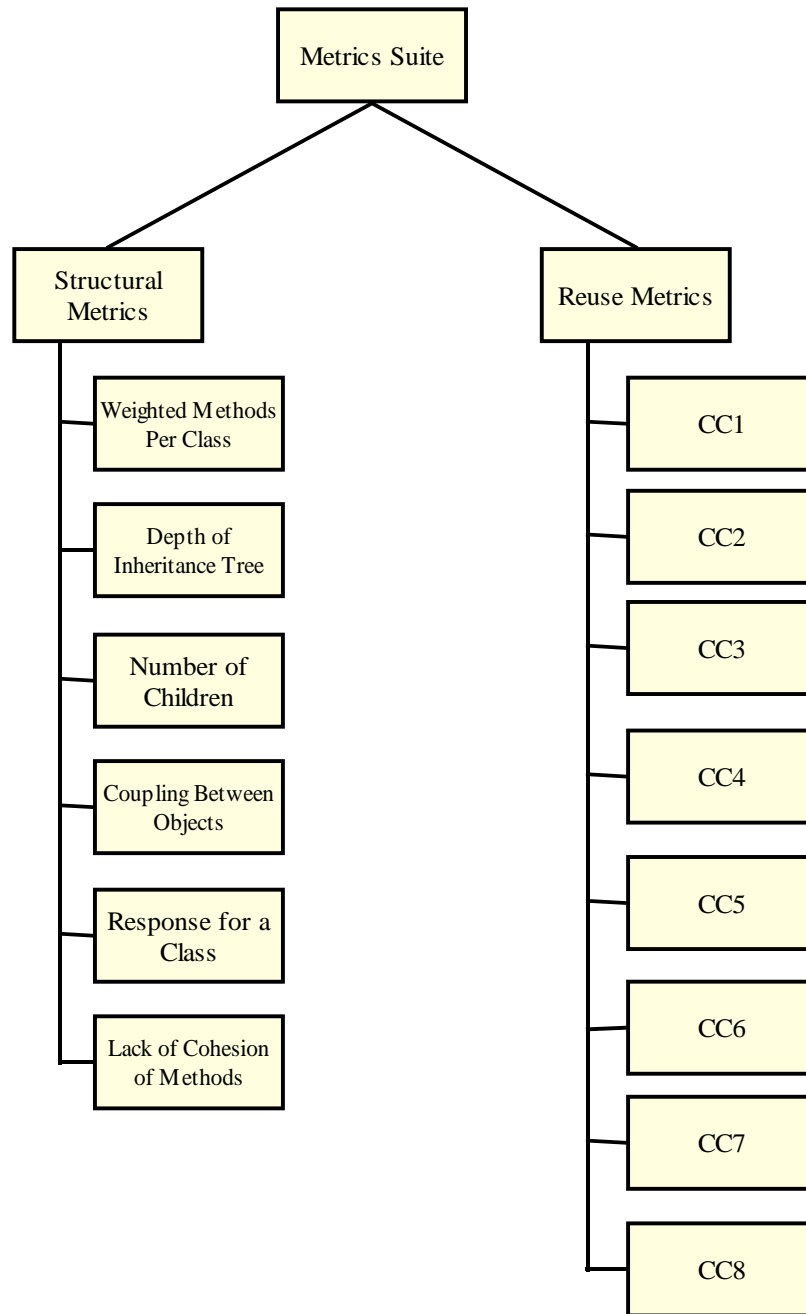 Metrics Suite
Structural
Metrics
Weighted Methods
Per Class
Depth of
Inheritance Tree
Number of
Children
Coupling Between
Objects
Response for a
Class
Lack of Cohesion
of Methods
Reuse Metrics
CC1
CC2
CC3
CC4
CC5
CC6
CC7
CC8